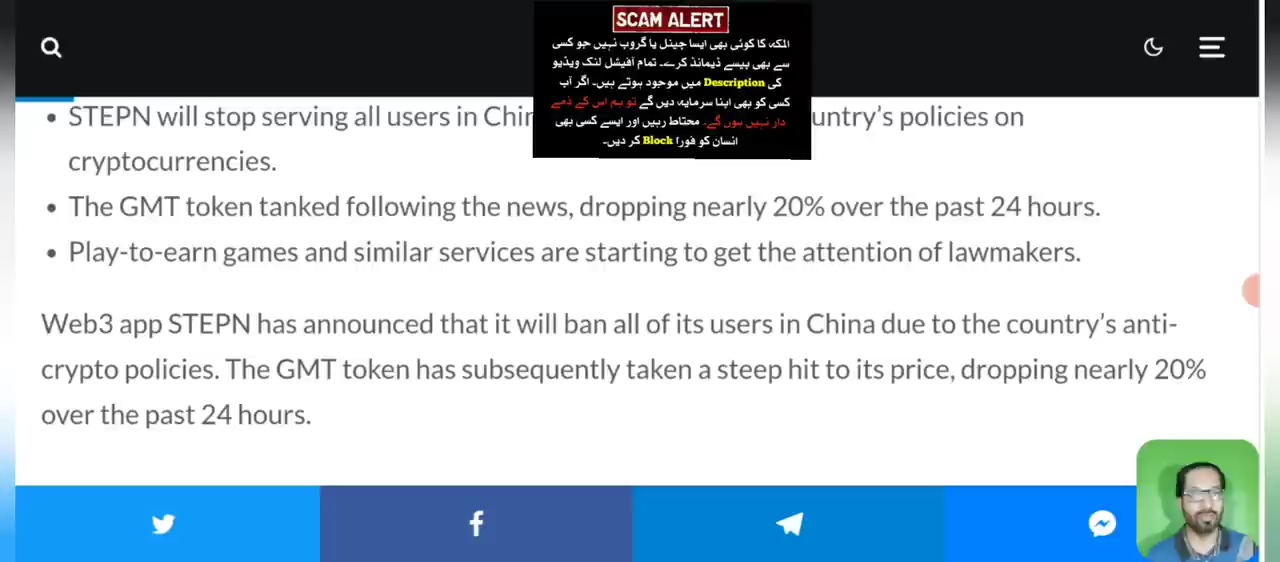 SCAM ALERT
المکہ کا کوئی بھی ایسا چینل یا گروپ نہیں جو کسی
سے بھی پیسے ڈیمانڈ کرے۔ تمام آفیشل لنک ویڈیو
کی Description میں موجود ہوتے ہیں۔ اگر آپ
کسی کو بھی اپنا سرمایہ دیں گے تو ہم اس کے ذمے
دار نہیں ہوں گے۔ محتاط رہیں اور ایسے کسی بھی
انسان کو فورا Block کر دیں۔
• STEPN will stop serving all users in Chin untry's policies on
cryptocurrencies.
• The GMT token tanked following the news, dropping nearly 20% over the past 24 hours.
• Play-to-earn games and similar services are starting to get the attention of lawmakers.
Web3 app STEPN has announced that it will ban all of its users in China due to the country's anti-
crypto policies. The GMT token has subsequently taken a steep hit to its price, dropping nearly 20%
over the past 24 hours.